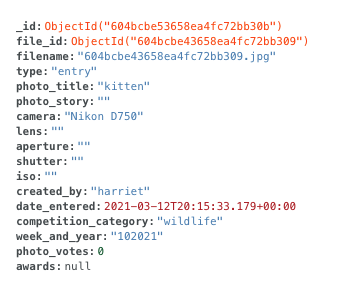 _id: ObjectId("604bcbe53658ea4fc72bb30b")
file_id: ObjectId("604bcbe43658ea4fc72bb309")
filename: "604bcbe43658ea4fc72bb309.jpg"
type: "entry"
photo_title: "kitten"
photo_story: ""
camera: "Nikon D750"
lens: ""
aperture: ""
shutter: ""
iso: ""
created_by: "harriet"
date_entered: 2021-03-12T20:15:33.179+00:00
competition_category: "wildlife"
week_and_year: "102021"
photo_votes: 0
awards: null